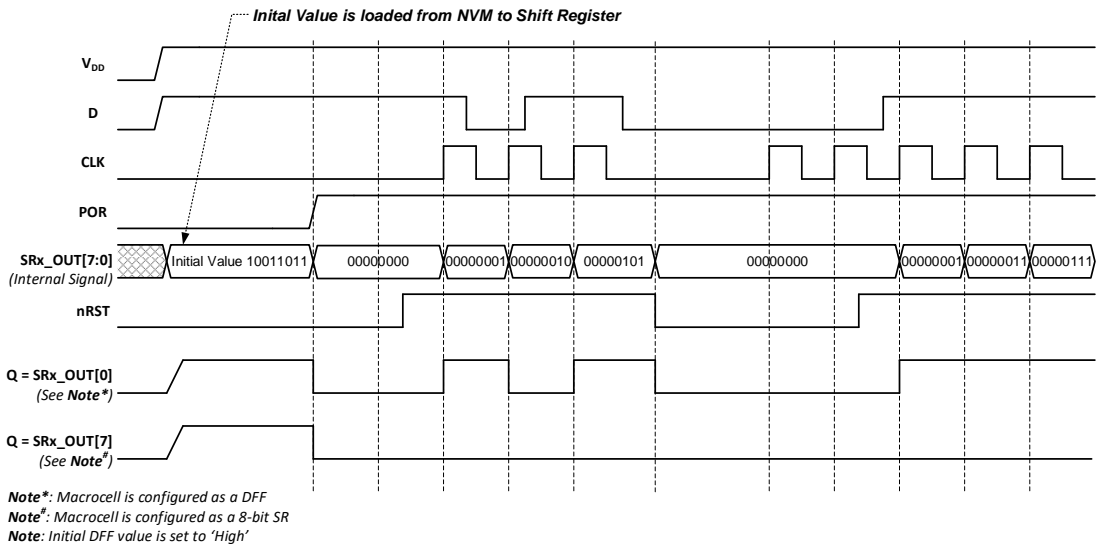 Inital Value is loaded from NVM to Shift Register
VDD
D
CLK
POR
SRx_OUT[7:0] Initial Value 10011011 00000000 00000001 00000010 00000101 00000000 00000001 00000011 00000111
(Internal Signal)
nRST
Q = SRx_OUT[0]
(See Note*)
Q = SRx_OUT[7]
(See Note#)
Note*: Macrocell is configured as a DFF
Note#: Macrocell is configured as a 8-bit SR
Note: Initial DFF value is set to ‘High’